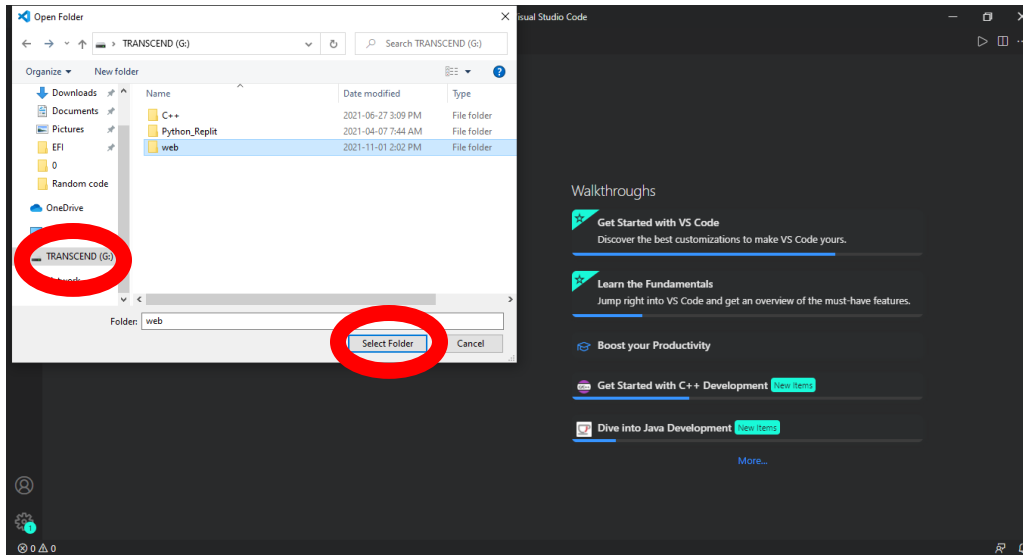 Open Folder
isual Studio Code
TRANSCEND (G:)
Search TRANSCEND (G:)
Organize
New folder
Name
Date modified
Type
Downloads
Documents
Pictures
EFI
0
Random code
OneDrive
TRANSCEND (G:)
C++
2021-06-27 3:09 PM
File folder
Python_Replit
2021-04-07 7:44 AM
File folder
web
2021-11-01 2:02 PM
File folder
Folder:
web
Select Folder
Cancel
Walkthroughs
Get Started with VS Code
Discover the best customizations to make VS Code yours.
Learn the Fundamentals
Jump right into VS Code and get an overview of the must-have features.
Boost your Productivity
Get Started with C++ Development
New Items
Dive into Java Development
New Items
More...
1
0
0